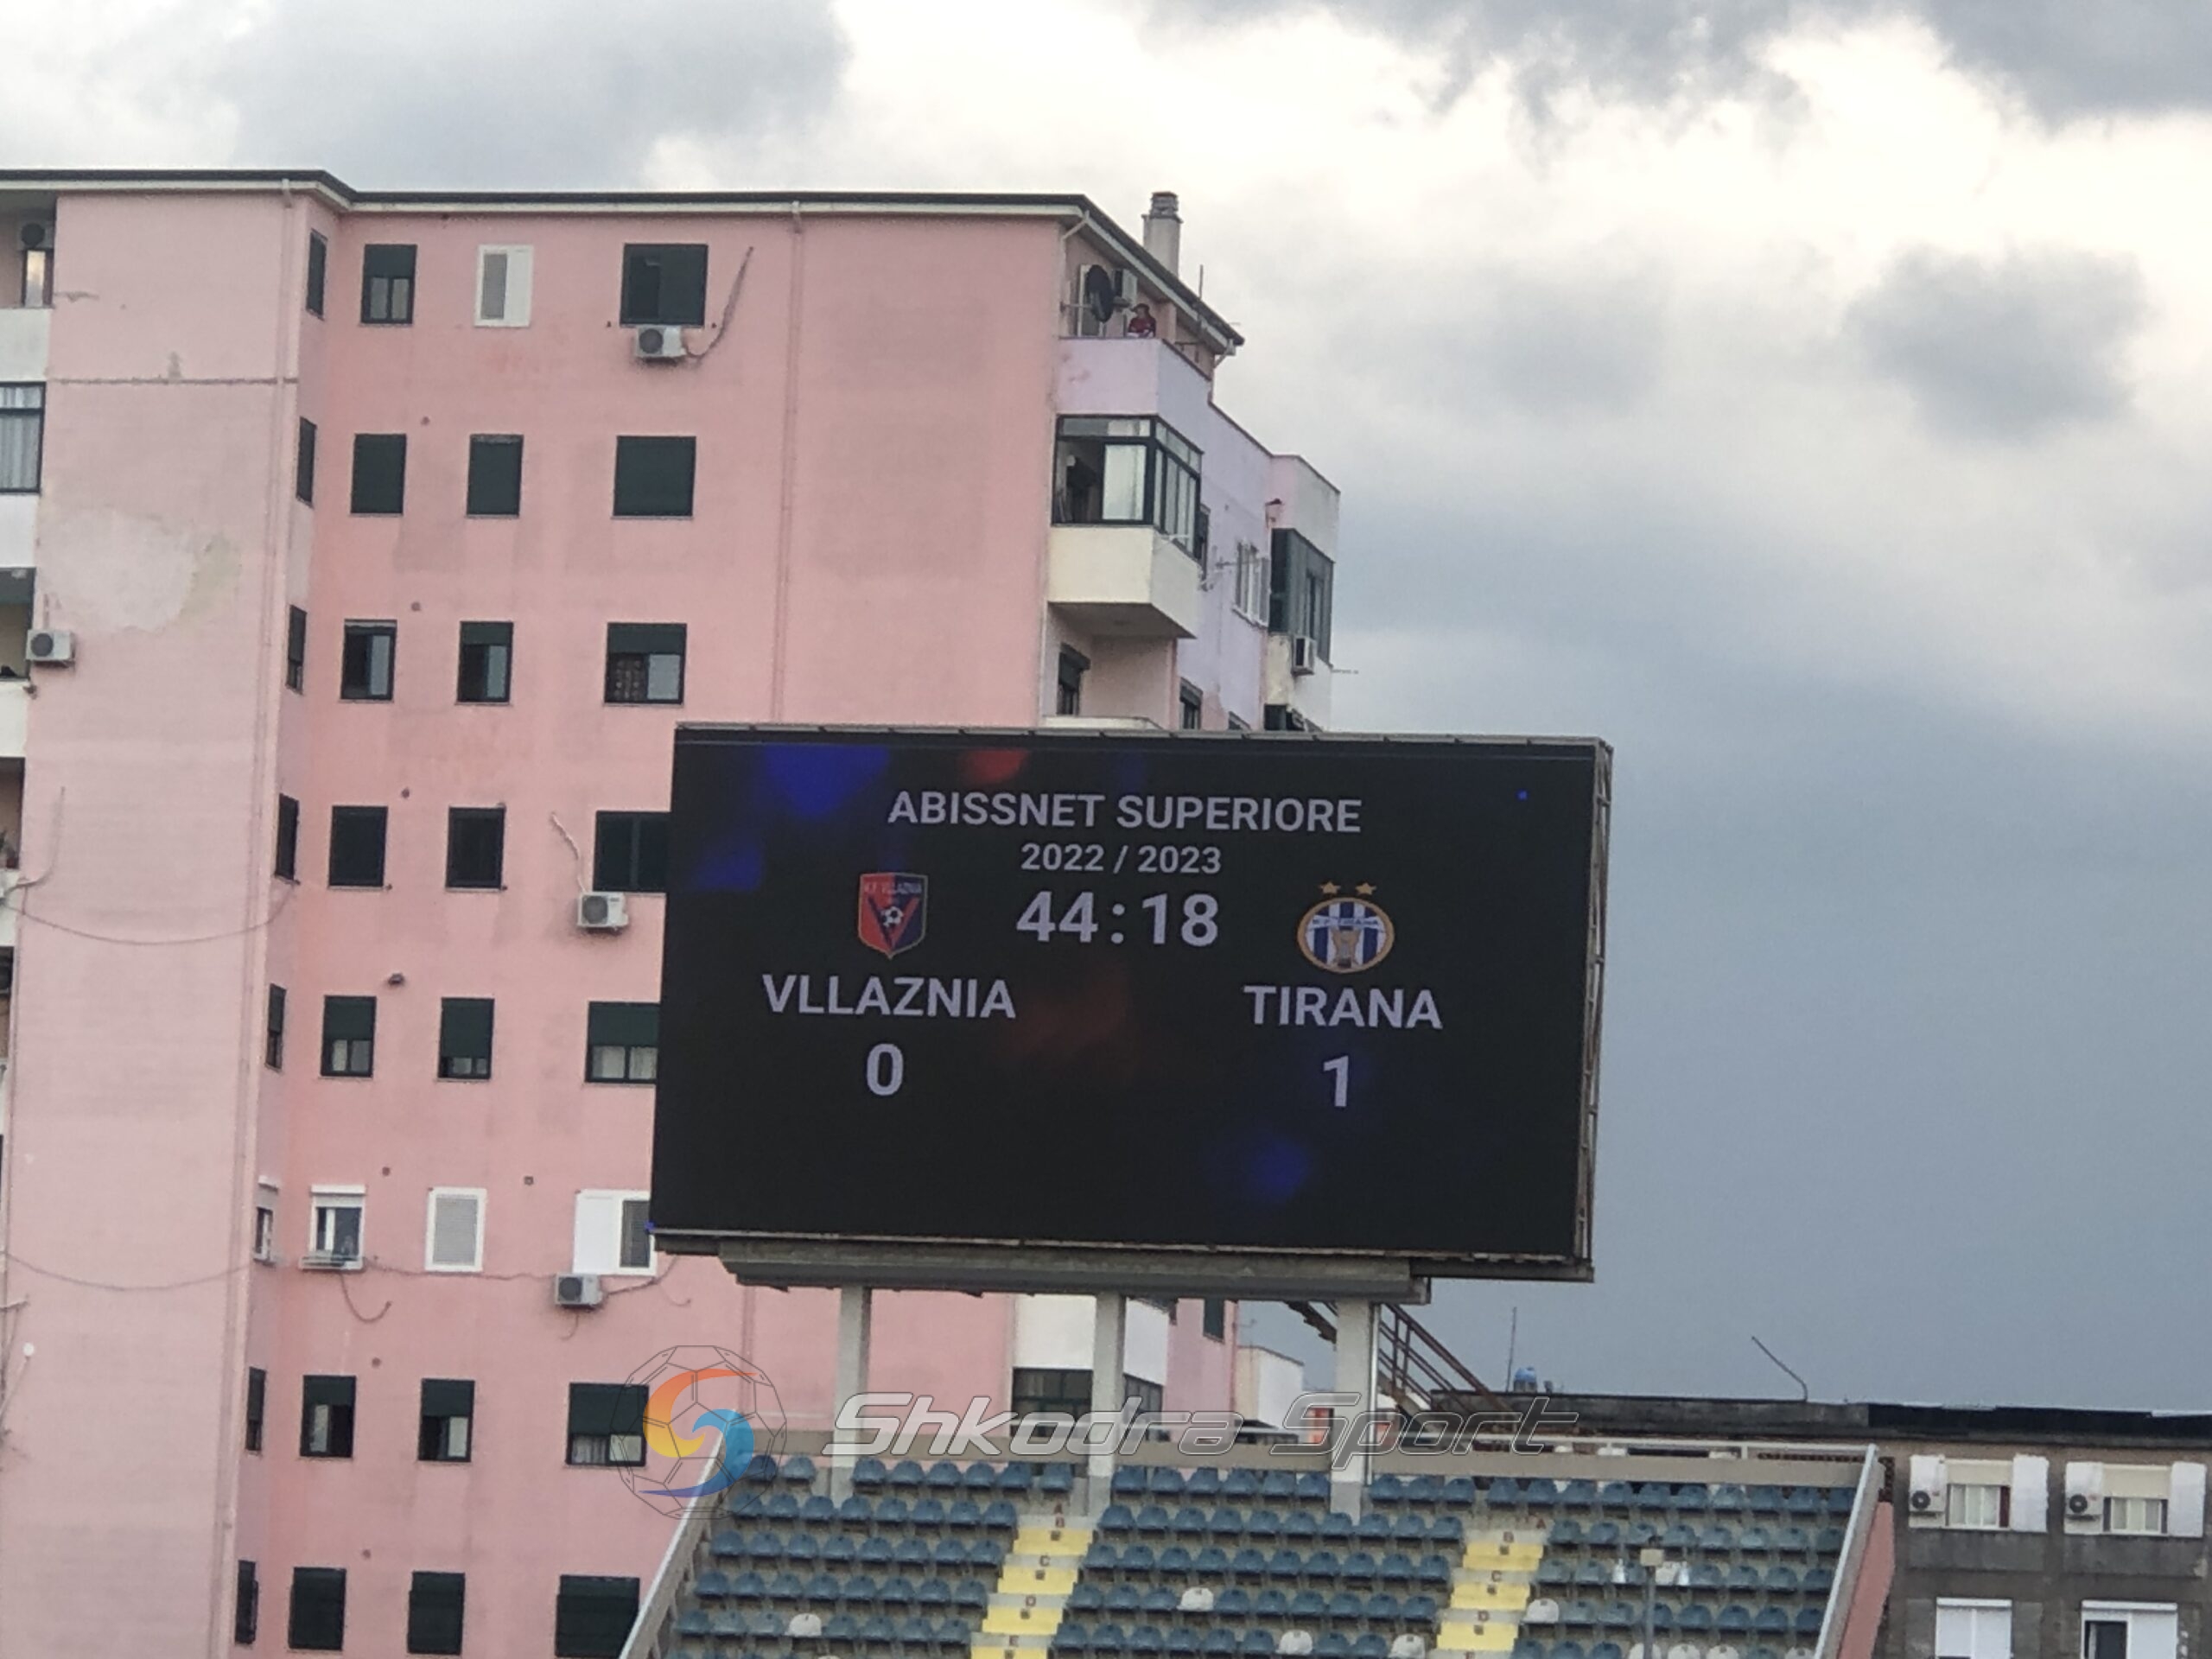 ABISSNET SUPERIORE
2022 / 2023
44:18
VLLAZNIA
TIRANA
0
1
Shkodra Sport